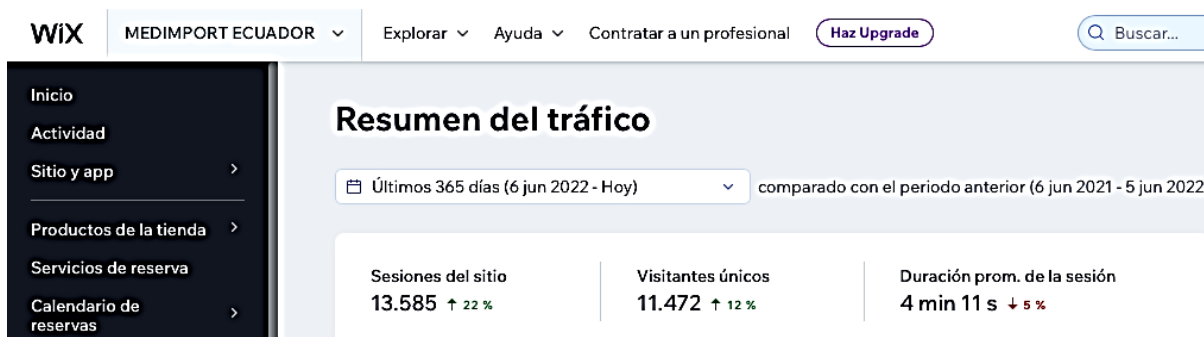 WiX MEDIMPORT ECUADOR Explorar Ayuda Contratar a un profesional Haz Upgrade Buscar...
Inicio
Actividad
Sitio y app
Productos de la tienda
Servicios de reserva
Calendario de
reservas
Resumen del tráfico
Últimos 365 días (6 jun 2022 - Hoy) comparado con el periodo anterior (6 jun 2021 - 5 jun 2022
Sesiones del sitio Visitantes únicos Duración prom. de la sesión
13.585 ↑ 22 % 11.472 ↑ 12 % 4 min 11 s ↓ 5 %